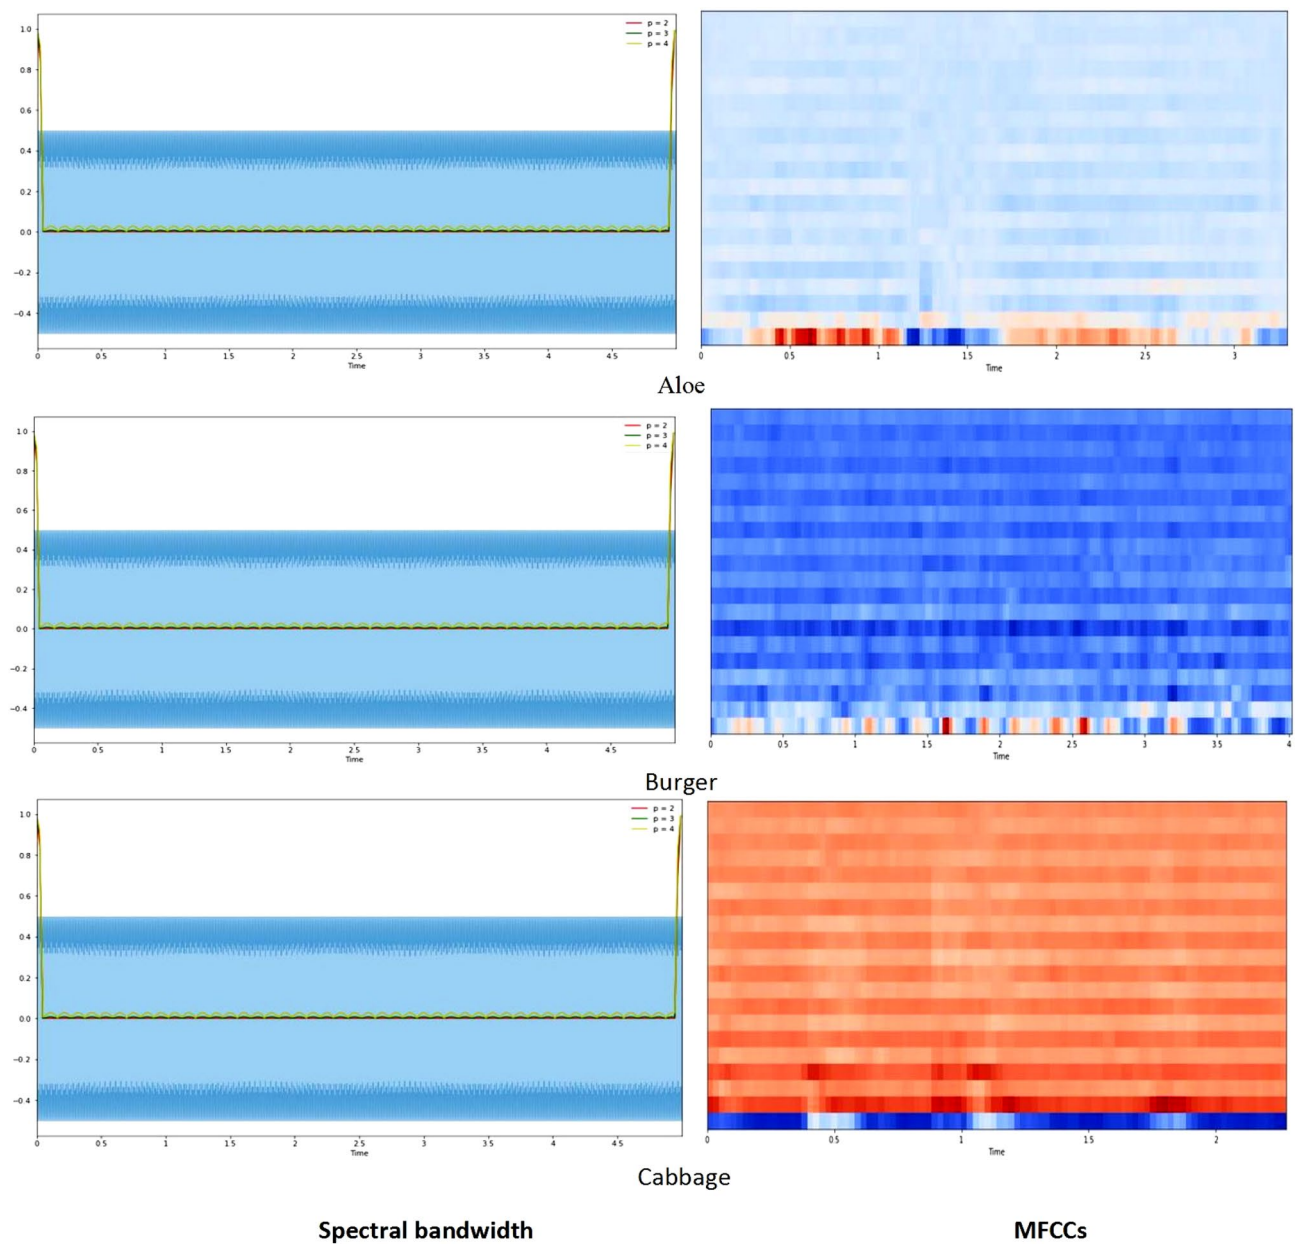 1.0
0.8
0.6
0.4
0.2
0.0
−0.2
−0.4
p = 2
p = 3
p = 4
0 0.5 1 1.5 2 2.5 3 3.5 4 4.5
Time
0 0.5 1 1.5 2 2.5 3
Time
Aloe
1.0
0.8
0.6
0.4
0.2
0.0
−0.2
−0.4
p = 2
p = 3
p = 4
0 0.5 1 1.5 2 2.5 3 3.5 4 4.5
Time
0 0.5 1 1.5 2 2.5 3 3.5 4
Time
Burger
1.0
0.8
0.6
0.4
0.2
0.0
−0.2
−0.4
p = 2
p = 3
p = 4
0 0.5 1 1.5 2 2.5 3 3.5 4 4.5
Time
0 0.5 1 1.5 2
Time
Cabbage
Spectral bandwidth MFCCs